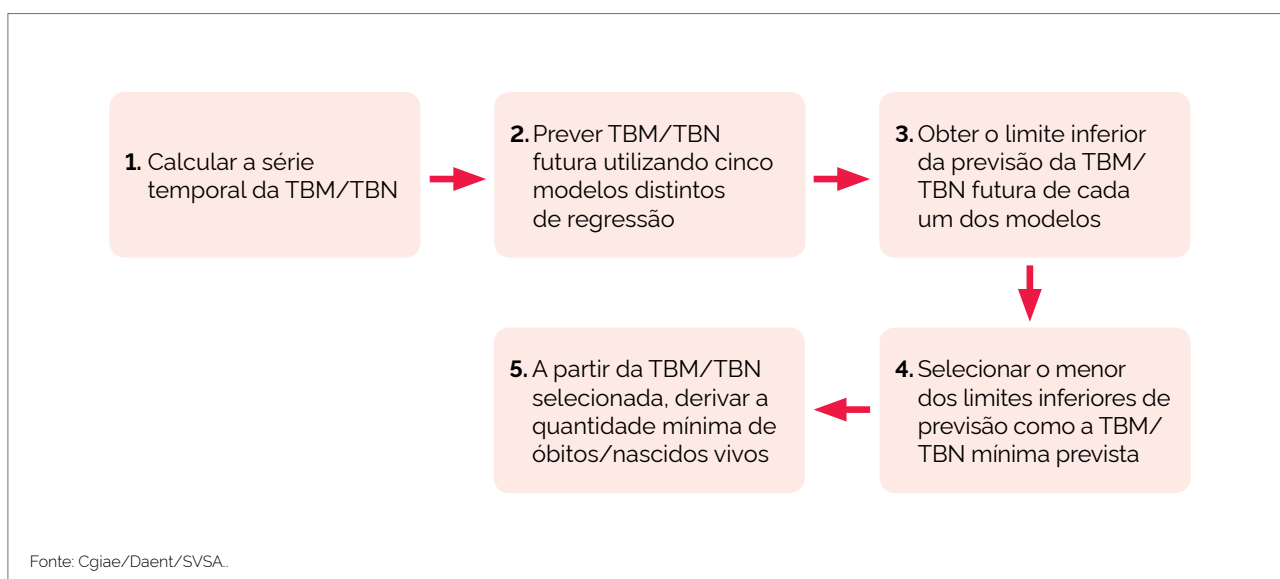 1. Calcular a série
temporal da TBM/TBN
2. Prever TBM/TBN
futura utilizando cinco
modelos distintos
de regressão
3. Obter o limite inferior
da previsão da TBM/
TBN futura de cada
um dos modelos
4. Selecionar o menor
dos limites inferiores de
previsão como a TBM/
TBN mínima prevista
5. A partir da TBM/TBN
selecionada, derivar a
quantidade mínima de
óbitos/nascidos vivos
Fonte: Cgiae/Daent/SVSA..